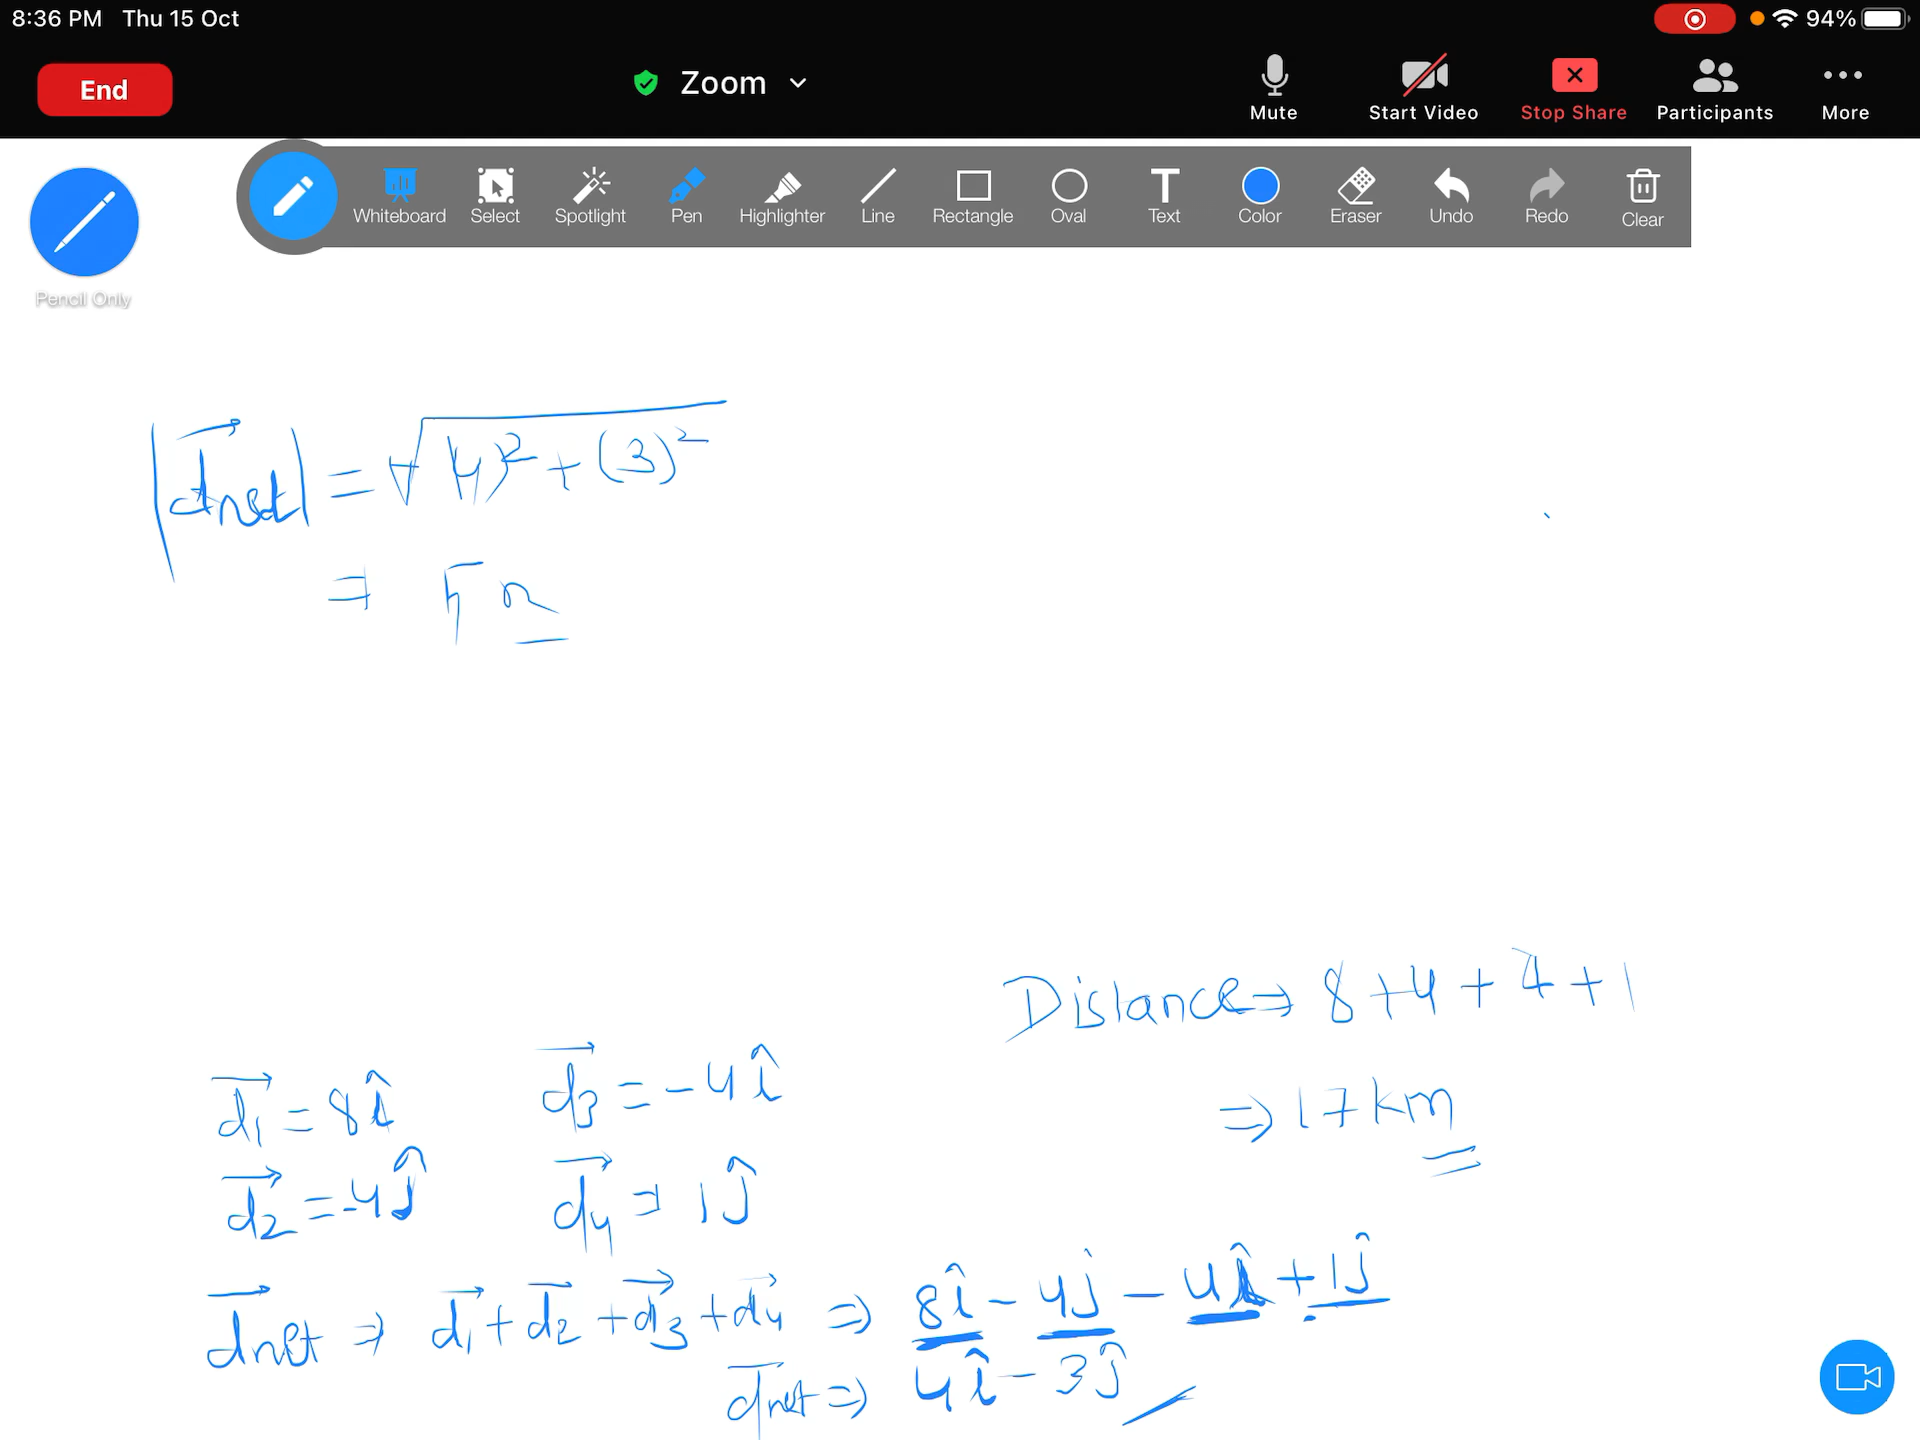 8:36 PM Thu 15 Oct
94%
End
Zoom
Mute
Start Video
Stop Share
Participants
More
Pencil Only
Whiteboard
Select
Spotlight
Pen
Highlighter
Line
Rectangle
Oval
T
Text
Color
Eraser
Undo
Redo
Clear
|d⃗net| = √4)² + (3)²
⇒ 5
Distance ⇒ 8 + 4 + 4 + 1
⇒ 17 km
d⃗1 = 8î d⃗3 = -4î
d⃗2 = -4ĵ d⃗4 ⇒ 1ĵ
d⃗net ⇒ d⃗1 + d⃗2 + d⃗3 + d⃗4 ⇒ 8î - 4ĵ - 4î + 1ĵ
d⃗net ⇒ 4î - 3ĵ